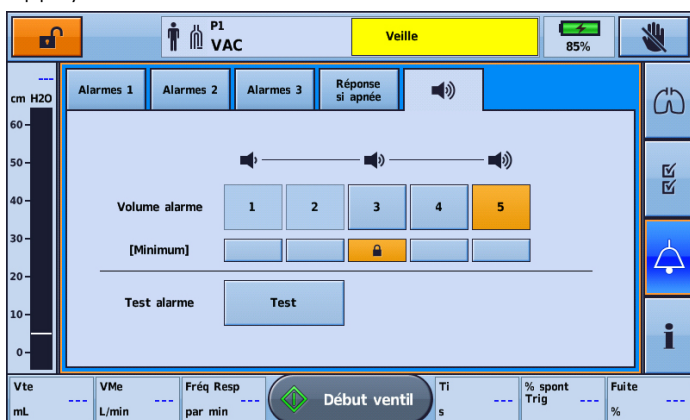 P1
VAC
Veille
85%
---
cm H2O
60
50
40
30
20
10
0
Alarmes 1
Alarmes 2
Alarmes 3
Réponse
si apnée
Volume alarme
1
2
3
4
5
[Minimum]
Test alarme
Test
i
Vte
---
mL
VMe
---
L/min
Fréq Resp
---
par min
Début ventil
Ti
---
s
% spont
Trig
---
Fuite
---
%